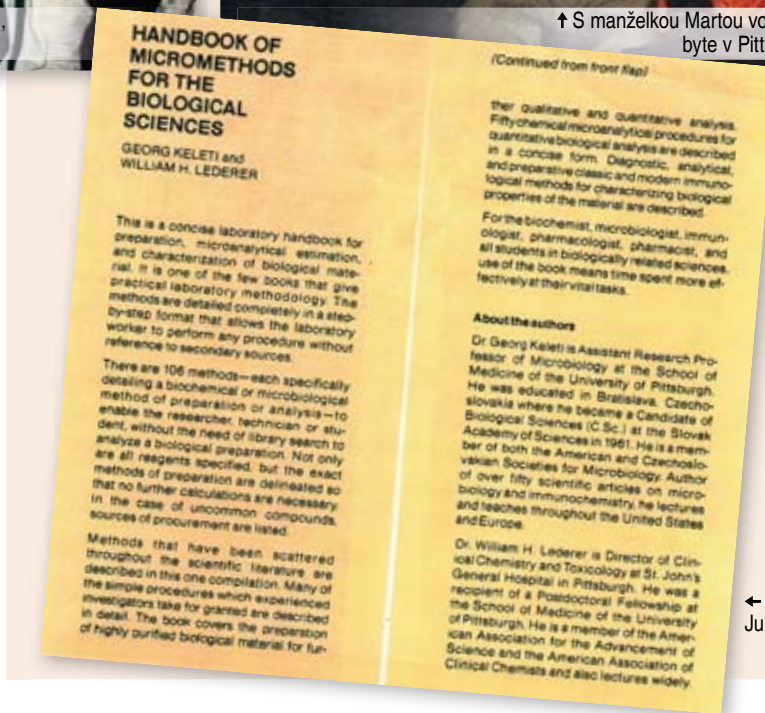 ↑ S manželkou Martou vo
byte v Pitt
HANDBOOK OF
MICROMETHODS
FOR THE
BIOLOGICAL
SCIENCES
GEORG KELETI and
WILLIAM H. LEDERER
This is a concise laboratory handbook for
preparation, microanalytical estimation,
and characterization of biological mate-
rial. It is one of the few books that give
practical laboratory methodology. The
methods are detailed completely in a step-
by-step format that allows the laboratory
worker to perform any procedure without
reference to secondary sources.
There are 106 methods—each specifically
detailing a biochemical or microbiological
method of preparation or analysis—to
enable the researcher, technician or stu-
dent, without the need of library search to
analyze a biological preparation. Not only
are all reagents specified, but the exact
methods of preparation are delineated so
that no further calculations are necessary.
In the case of uncommon compounds,
sources of procurement are listed.
Methods that have been scattered
throughout the scientific literature are
described in this one compilation. Many of
the simple procedures which experienced
investigators take for granted are described
in detail. The book covers the preparation
of highly purified biological material for fur-
(Continued from front flap)
ther qualitative and quantitative analysis.
Fifty chemical microanalytical procedures for
quantitative biological analysis are described
in a concise form. Diagnostic, analytical,
and preparative classic and modern immuno-
logical methods for characterizing biological
properties of the material are described.
For the biochemist, microbiologist, immun-
ologist, pharmacologist, pharmacist, and
all students in biologically related sciences,
use of the book means time spent more ef-
fectively at their vital tasks.
About the authors
Dr Georg Keleti is Assistant Research Pro-
fessor of Microbiology at the School of
Medicine of the University of Pittsburgh.
He was educated in Bratislava, Czecho-
slovakia where he became a Candidate of
Biological Sciences (C.Sc.) at the Slovak
Academy of Sciences in 1961. He is a mem-
ber of both the American and Czechoslo-
vakian Societies for Microbiology. Author
of over fifty scientific articles on micro-
biology and immunochemistry, he lectures
and teaches throughout the United States
and Europe.
Dr. William H. Lederer is Director of Clin-
ical Chemistry and Toxicology at St. John's
General Hospital in Pittsburgh. He was a
recipient of a Postdoctoral Fellowship at
the School of Medicine of the University
of Pittsburgh. He is a member of the Amer-
ican Association for the Advancement of
Science and the American Association of
Clinical Chemists and also lectures widely.
←
Ju